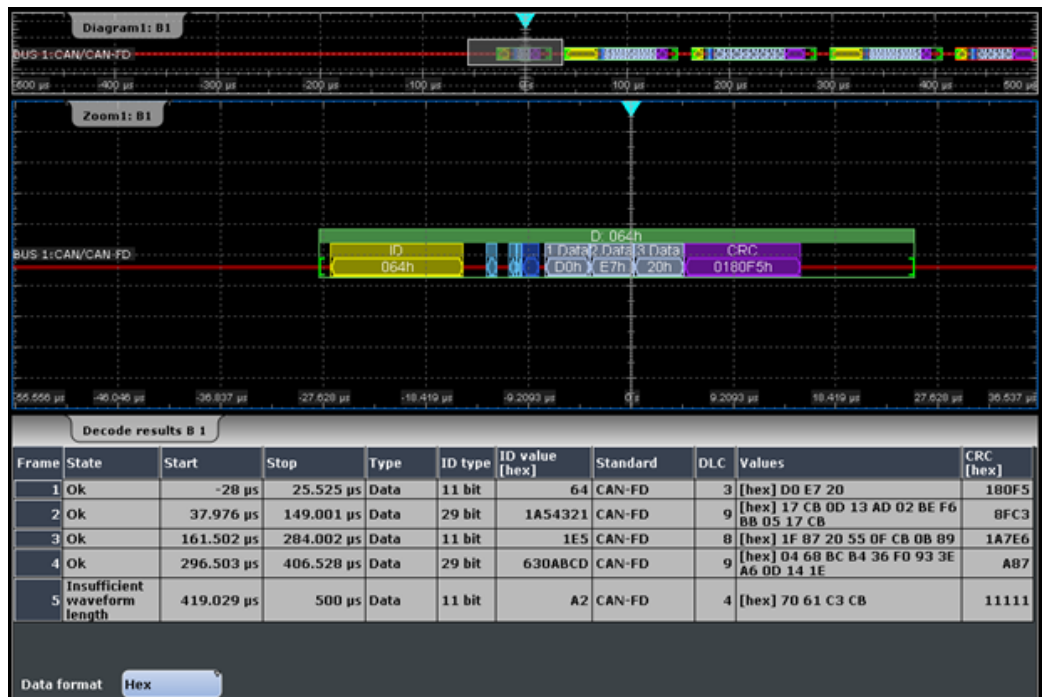 Diagram1: B1
BUS 1:CAN/CAN-FD
-600 µs -400 µs -300 µs -200 µs -100 µs 0 s 100 µs 200 µs 300 µs 400 µs 500 µs
Zoom1: B1
D: 064h
ID 1 Data 2 Data 3 Data CRC
BUS 1:CAN/CAN-FD
064h D0h E7h 20h 0180F5h
-46.046 µs -36.837 µs -27.628 µs -18.419 µs -9.2093 µs 0 s 9.2093 µs 18.419 µs 27.628 µs 36.537 µs
Decode results B 1
Frame State Start Stop Type ID type ID value [hex] Standard DLC Values CRC [hex]
1 Ok -28 µs 25.525 µs Data 11 bit 64 CAN-FD 3 [hex] D0 E7 20 180F5
2 Ok 37.976 µs 149.001 µs Data 29 bit 1A54321 CAN-FD 9 [hex] 17 CB 0D 13 AD 02 BE F6
BB 05 17 CB 8FC3
3 Ok 161.502 µs 284.002 µs Data 11 bit 1E5 CAN-FD 8 [hex] 1F 87 20 55 0F CB 0B 89 1A7E6
4 Ok 296.503 µs 406.528 µs Data 29 bit 630ABCD CAN-FD 9 [hex] 04 68 BC B4 36 F0 93 3E
A6 0D 14 1E A87
5 Insufficient waveform length 419.029 µs 500 µs Data 11 bit A2 CAN-FD 4 [hex] 70 61 C3 CB 11111
Data format Hex